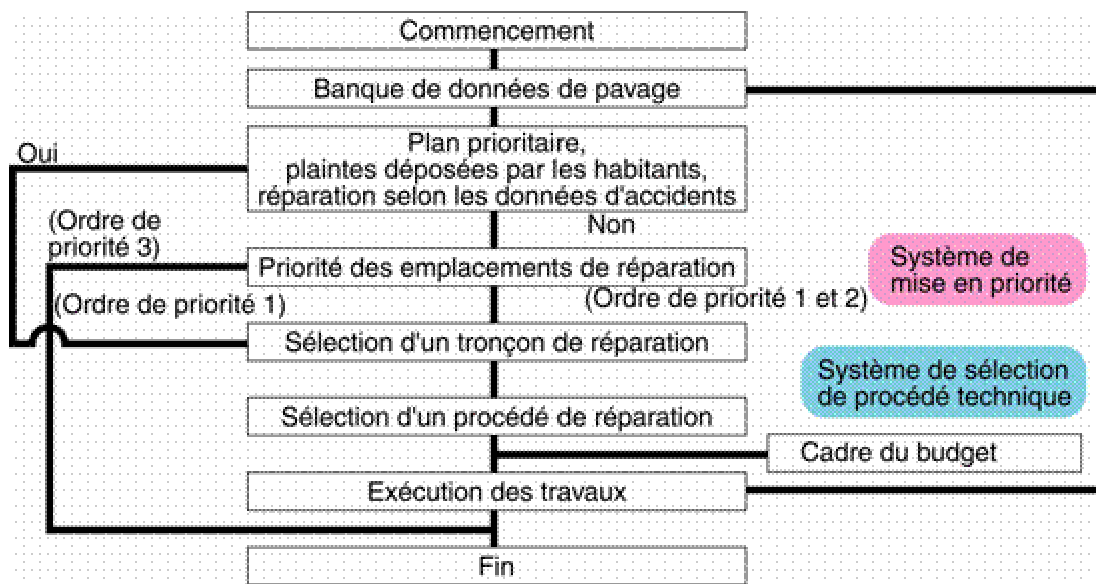 Commencement
Banque de données de pavage
Plan prioritaire,
plaintes déposées par les habitants,
réparation selon les données d'accidents
Oui
Non
(Ordre de
priorité 3)
Priorité des emplacements de réparation
Système de
mise en priorité
(Ordre de priorité 1)
(Ordre de priorité 1 et 2)
Sélection d'un tronçon de réparation
Système de sélection
de procédé technique
Sélection d'un procédé de réparation
Cadre du budget
Exécution des travaux
Fin